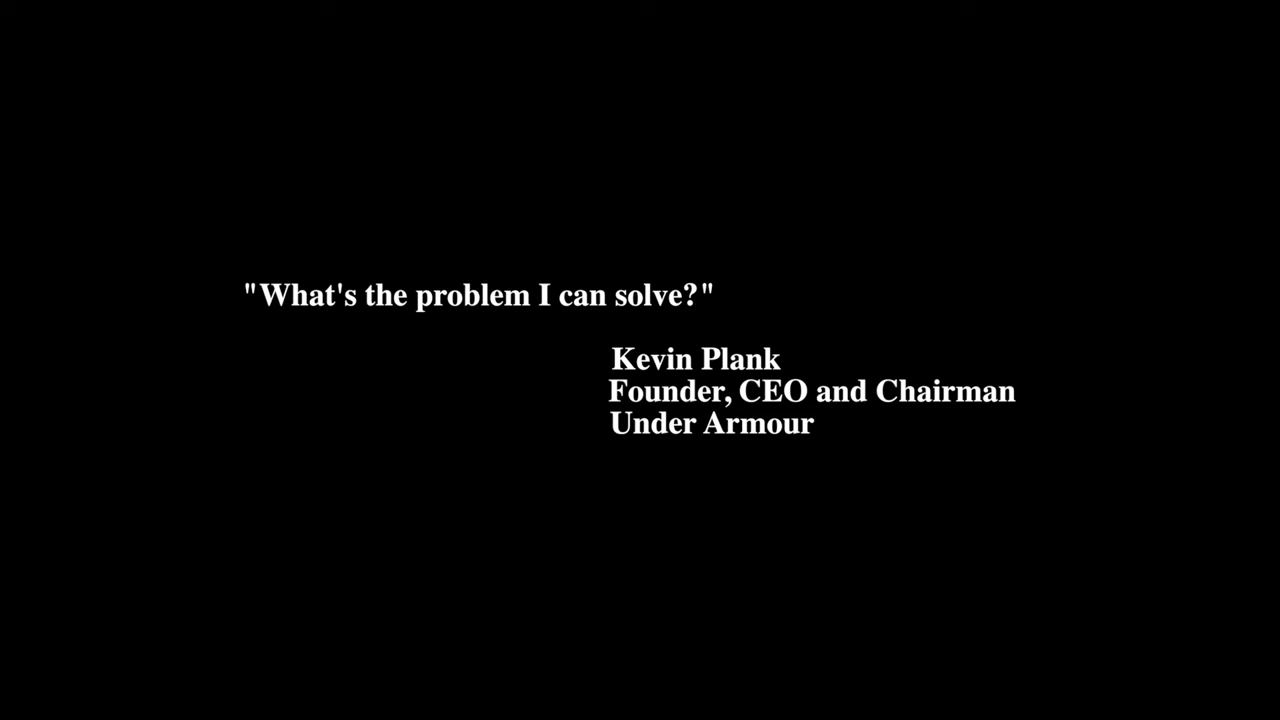 "What's the problem I can solve?"
Kevin Plank
Founder, CEO and Chairman
Under Armour